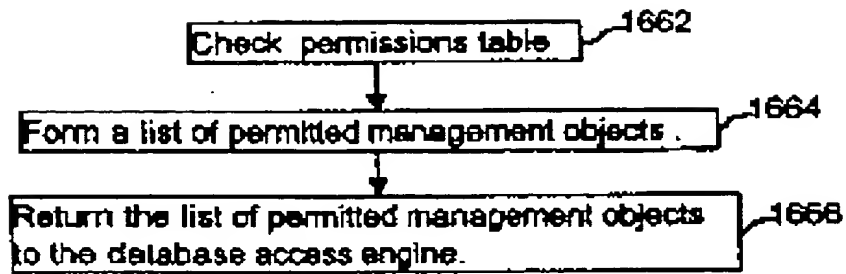 Check permissions table
1662
Form a list of permitted management objects .
1664
Return the list of permitted management objects
to the database access engine.
1668